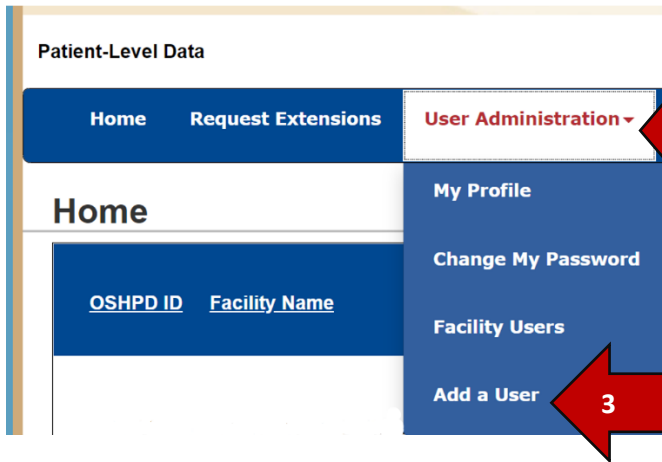 Patient-Level Data
Home Request Extensions User Administration
Home
OSHPD ID Facility Name
My Profile
Change My Password
Facility Users
Add a User
3